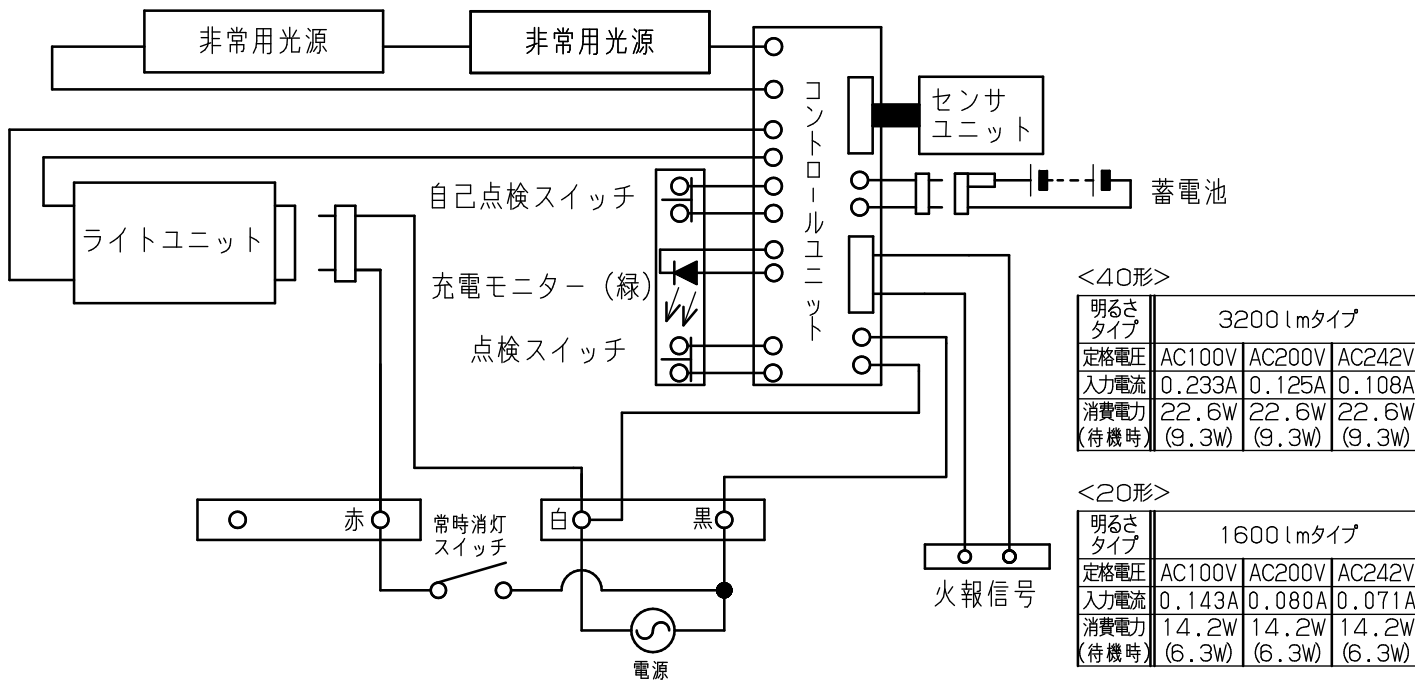 非常用光源
非常用光源
コントロールユニット
センサ
ユニット
蓄電池
自己点検スイッチ
ライトユニット
充電モニター（緑）
点検スイッチ
赤
常時消灯
スイッチ
白
黒
電源
火報信号
<40形>
明るさ
タイプ
3200lmタイプ
定格電圧 AC100V AC200V AC242V
入力電流 0.233A 0.125A 0.108A
消費電力 22.6W 22.6W 22.6W
(待機時) (9.3W) (9.3W) (9.3W)
<20形>
明るさ
タイプ
1600lmタイプ
定格電圧 AC100V AC200V AC242V
入力電流 0.143A 0.080A 0.071A
消費電力 14.2W 14.2W 14.2W
(待機時) (6.3W) (6.3W) (6.3W)